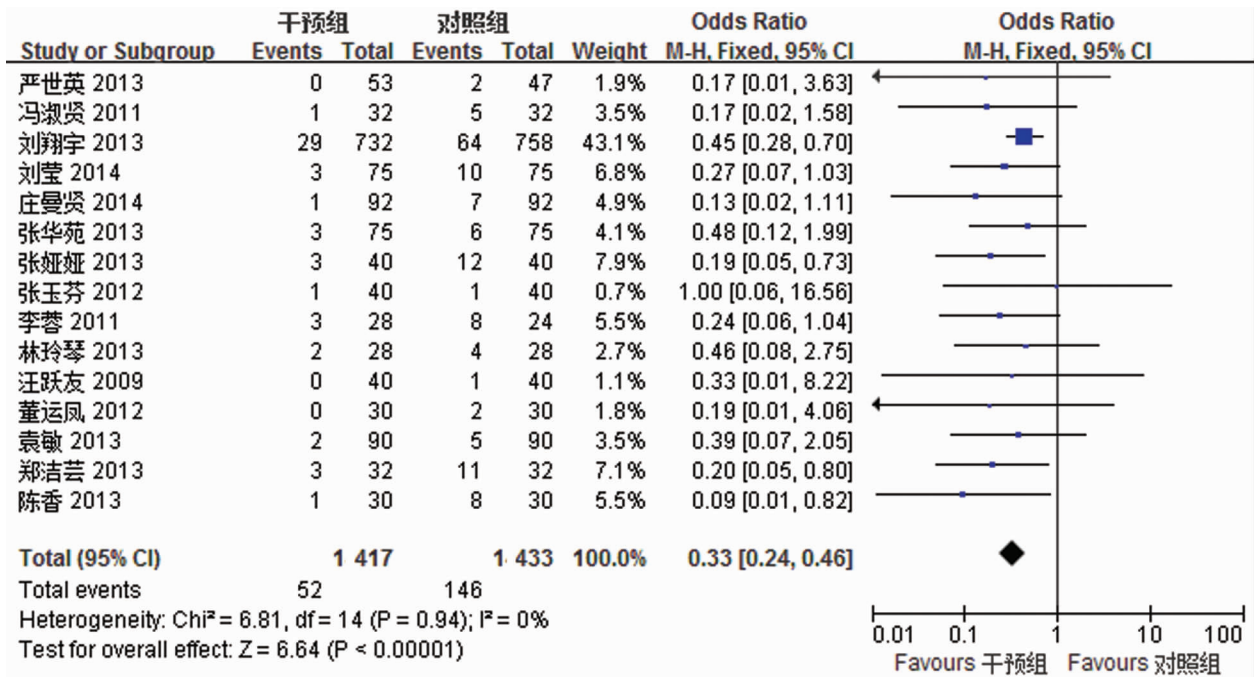 干预组 对照组 Odds Ratio Odds Ratio
Study or Subgroup Events Total Events Total Weight M-H, Fixed, 95% CI M-H, Fixed, 95% CI
严世英 2013 0 53 2 47 1.9% 0.17 [0.01, 3.63]
冯淑贤 2011 1 32 5 32 3.5% 0.17 [0.02, 1.58]
刘翔宇 2013 29 732 64 758 43.1% 0.45 [0.28, 0.70]
刘莹 2014 3 75 10 75 6.8% 0.27 [0.07, 1.03]
庄曼贤 2014 1 92 7 92 4.9% 0.13 [0.02, 1.11]
张华苑 2013 3 75 6 75 4.1% 0.48 [0.12, 1.99]
张娅娅 2013 3 40 12 40 7.9% 0.19 [0.05, 0.73]
张玉芬 2012 1 40 1 40 0.7% 1.00 [0.06, 16.56]
李蓉 2011 3 28 8 24 5.5% 0.24 [0.06, 1.04]
林玲琴 2013 2 28 4 28 2.7% 0.46 [0.08, 2.75]
汪跃友 2009 0 40 1 40 1.1% 0.33 [0.01, 8.22]
董运凤 2012 0 30 2 30 1.8% 0.19 [0.01, 4.06]
袁敏 2013 2 90 5 90 3.5% 0.39 [0.07, 2.05]
郑洁芸 2013 3 32 11 32 7.1% 0.20 [0.05, 0.80]
陈香 2013 1 30 8 30 5.5% 0.09 [0.01, 0.82]
Total (95% CI) 1 417 1 433 100.0% 0.33 [0.24, 0.46]
Total events 52 146
Heterogeneity: Chi² = 6.81, df = 14 (P = 0.94); I² = 0%
Test for overall effect: Z = 6.64 (P < 0.00001)
0.01 0.1 1 10 100
Favours 干预组 Favours 对照组